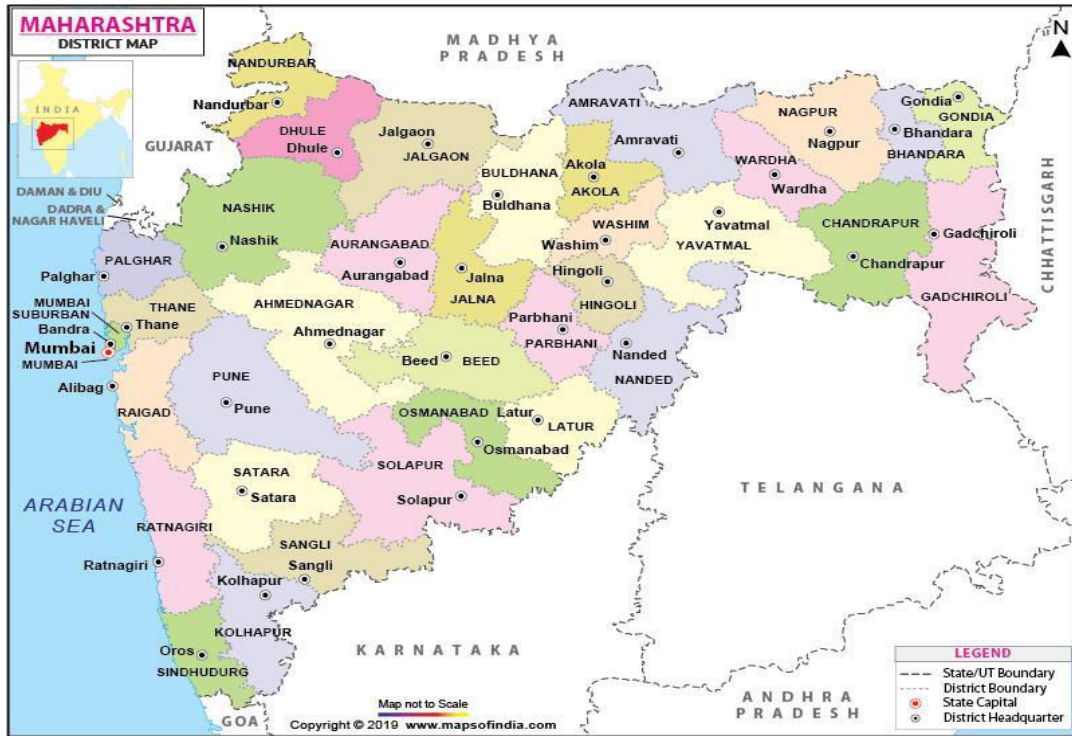 MAHARASHTRA
DISTRICT MAP
N
INDIA
MADHYA
PRADESH
NANDURBAR
Nandurbar
DHULE
Dhule
Jalgaon
JALGAON
AMRAVATI
Amravati
NAGPUR
Nagpur
Gondia
GONDIA
Bhandara
BHANDARA
GUJARAT
BULDHANA
Buldhana
Akola
AKOLA
WARDHA
Wardha
DAMAN & DIU
DADRA &
NAGAR HAVELI
NASHIK
Nashik
AURANGABAD
Aurangabad
WASHIM
Washim
Yavatmal
YAVATMAL
CHANDRAPUR
Chandrapur
Gadchiroli
GADCHIROLI
CHHATTISGARH
PALGHAR
Palghar
Jalna
JALNA
Hingoli
HINGOLI
MUMBAI
SUBURBAN
Bandra
Mumbai
MUMBAI
THANE
Thane
AHMEDNAGAR
Ahmednagar
Parbhani
PARBHANI
Nanded
NANDED
Beed
BEED
Alibag
RAIGAD
PUNE
Pune
OSMANABAD
Osmanabad
Latur
LATUR
SATARA
Satara
SOLAPUR
Solapur
TELANGANA
ARABIAN
SEA
RATNAGIRI
Ratnagiri
SANGLI
Sangli
Kolhapur
KOLHAPUR
Oros
SINDHUDURG
KARNATAKA
GOA
ANDHRA
PRADESH
Map not to Scale
Copyright © 2019 www.mapsofindia.com
LEGEND
State/UT Boundary
District Boundary
State Capital
District Headquarter